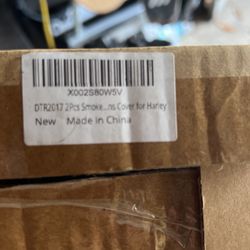 X002S80W5V
DTR2017 2Pcs Smoke...ns Cover for Harley
New Made in China